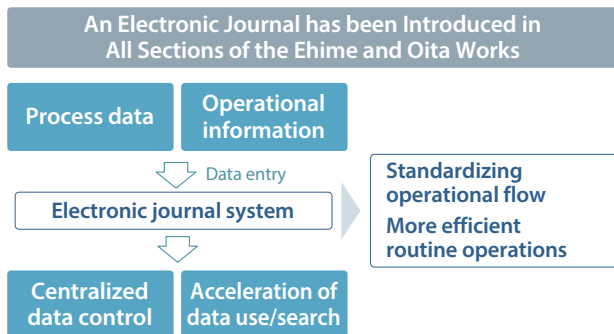 An Electronic Journal has been Introduced in
All Sections of the Ehime and Oita Works
Process data
Operational
information
Data entry
Electronic journal system
Standardizing
operational flow
More efficient
routine operations
Centralized
data control
Acceleration of
data use/search